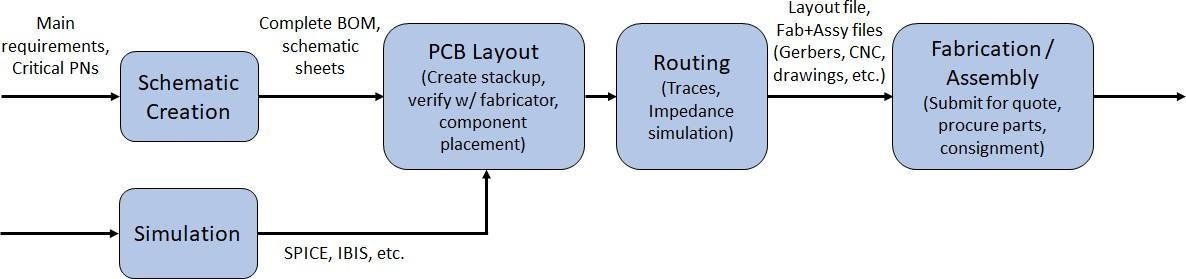 Main
requirements,
Critical PNs
Schematic
Creation
Complete BOM,
schematic
sheets
PCB Layout
(Create stackup,
verify w/ fabricator,
component
placement)
Routing
(Traces,
Impedance
simulation)
Layout file,
Fab+Assy files
(Gerbers, CNC,
drawings, etc.)
Fabrication /
Assembly
(Submit for quote,
procure parts,
consignment)
Simulation
SPICE, IBIS, etc.